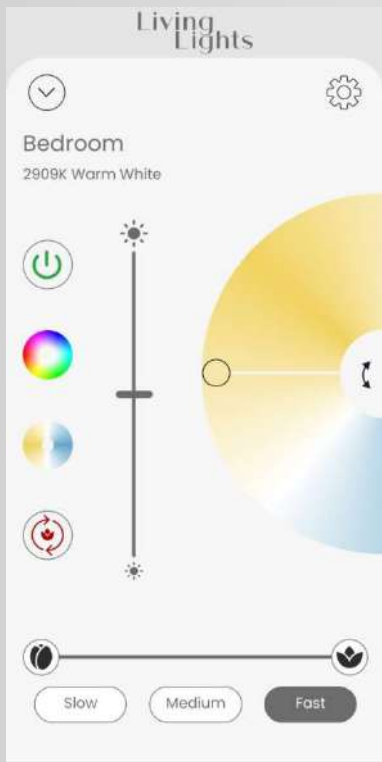 Living
Lights
Bedroom
2909K Warm White
Slow
Medium
Fast